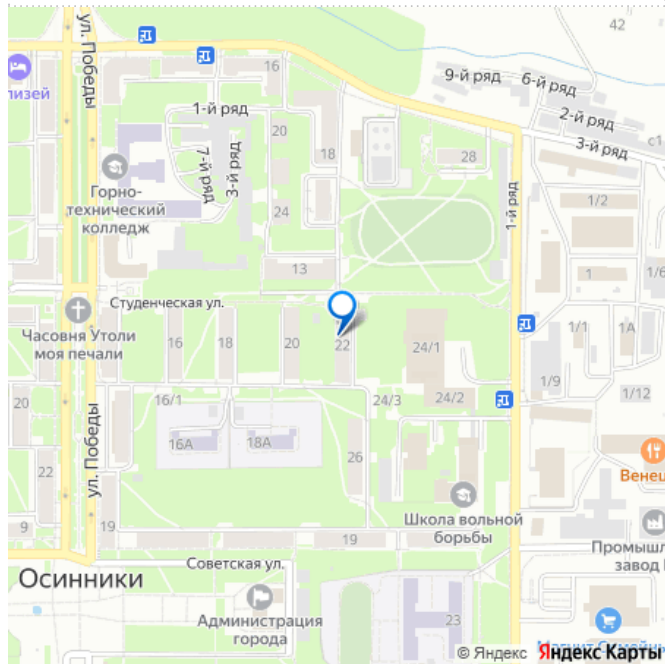 42
ул. Победы
лизей
16
9-й ряд
6-й ряд
2-й ряд
3-й ряд
с1
1-й ряд
7-й ряд
3-й ряд
20
18
28
Горно-
технический
колледж
24
1-й ряд
1/2
13
1
1/6
Студенческая ул.
Часовня Утоли
моя печали
16
18
20
22
24/1
1/1
1А
1/9
1/12
20
16/1
24/3
24/2
ул. Победы
16А
18А
26
22
Венец
Школа вольной
борьбы
9
19
19
Промышл
завод
Советская ул.
Осинники
Администрация
города
23
© Яндекс
Яндекс Карты